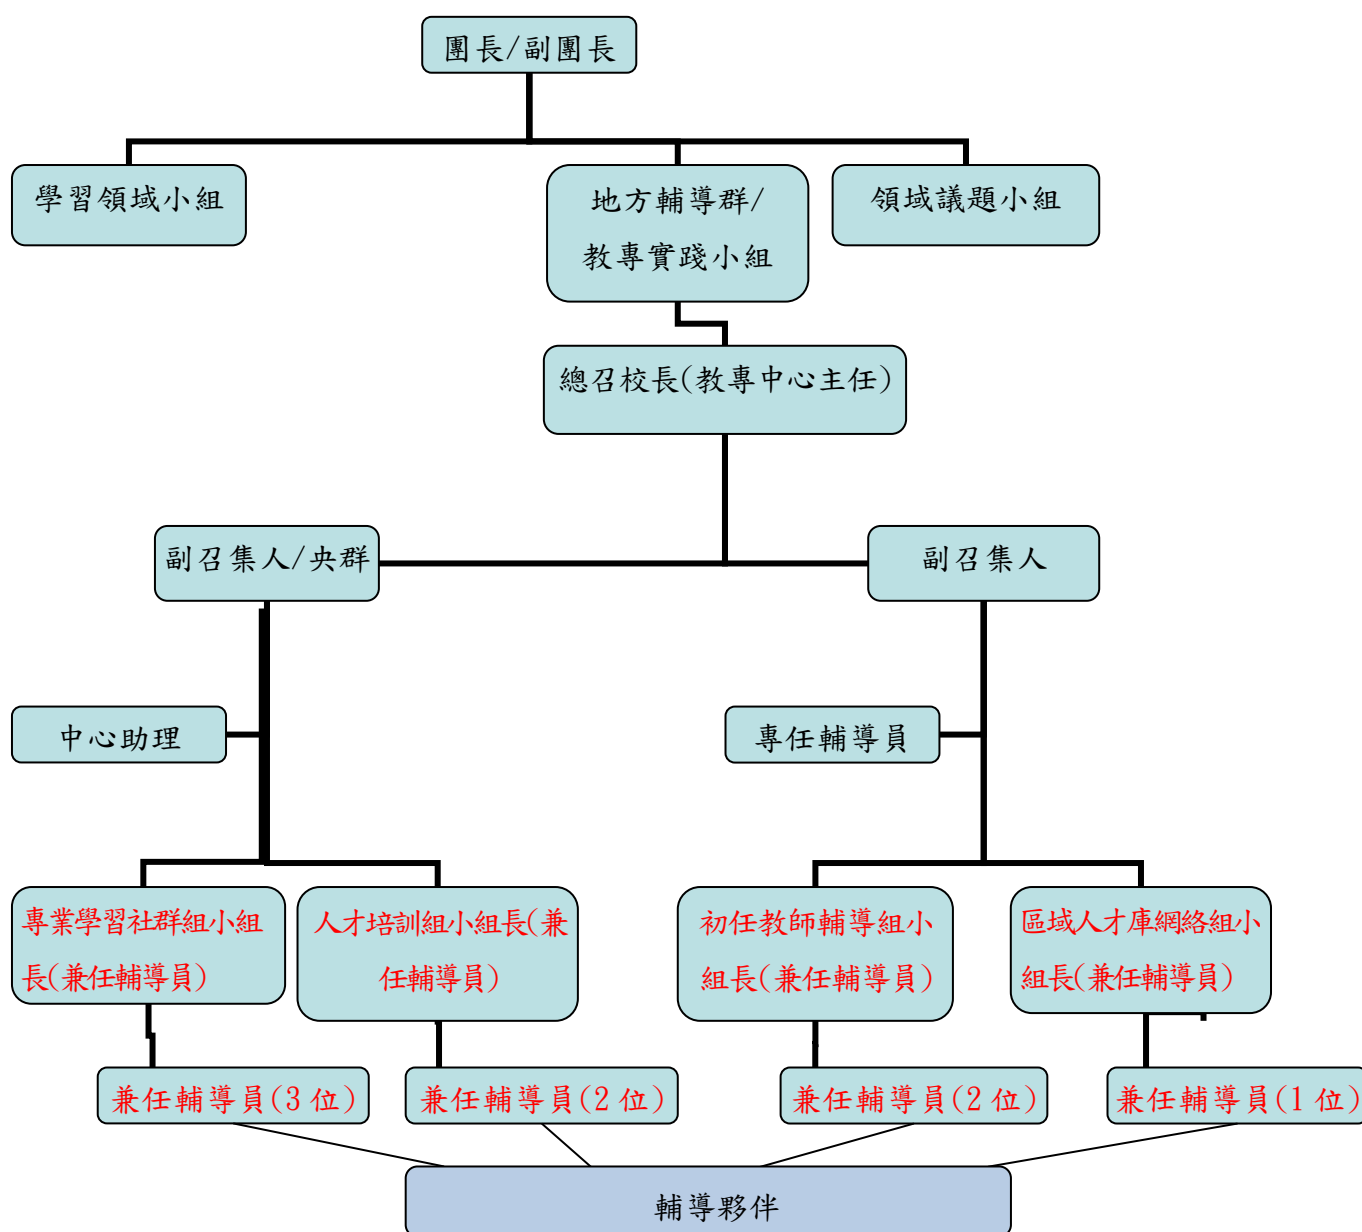 團長/副團長
學習領域小組
地方輔導群/
教專實踐小組
領域議題小組
總召校長(教專中心主任)
副召集人/央群
副召集人
中心助理
專任輔導員
專業學習社群組小組
長(兼任輔導員)
人才培訓組小組長(兼
任輔導員)
初任教師輔導組小
組長(兼任輔導員)
區域人才庫網絡組小
組長(兼任輔導員)
兼任輔導員(3 位)
兼任輔導員(2 位)
兼任輔導員(2 位)
兼任輔導員(1 位)
輔導夥伴